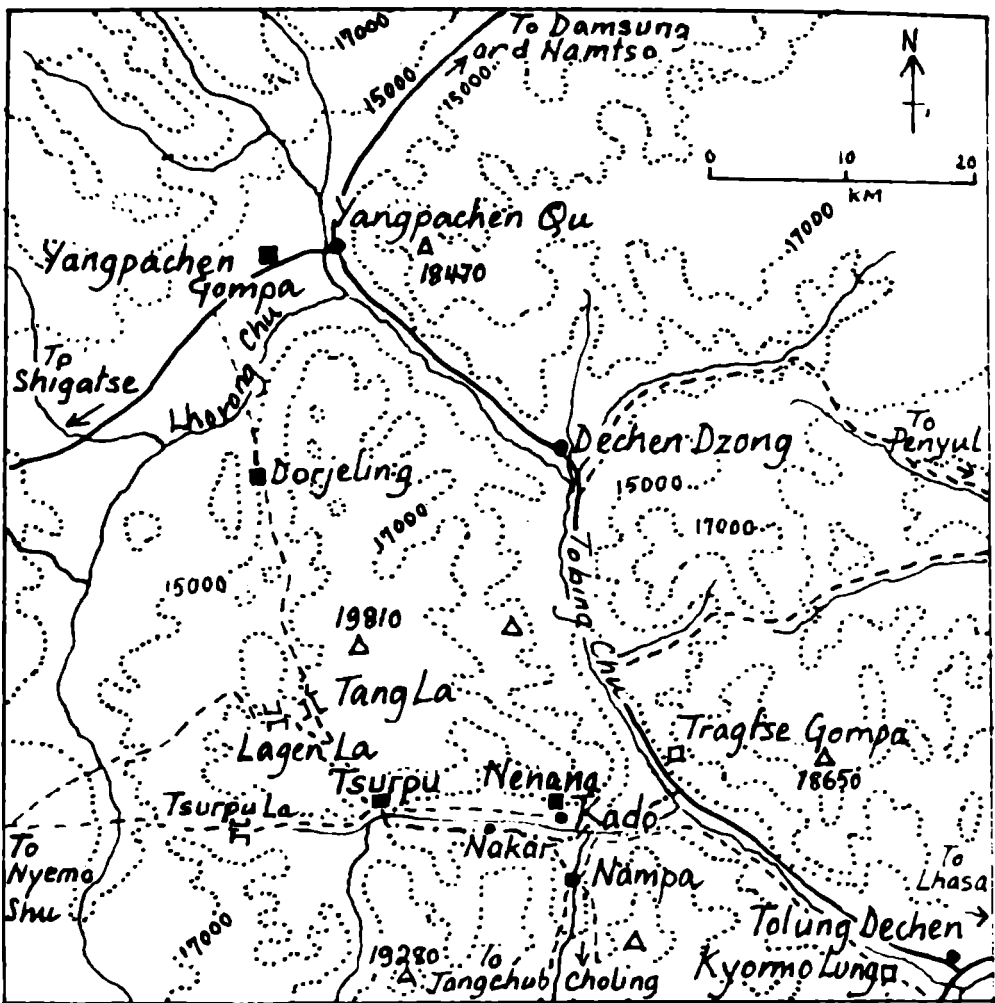 17000
To Damsung
and Namtso
15000
15000
N
0 10 20
KM
Yangpachen Qu
17000
Yangpachen
Gompa
18470
To
Shigatse
Lhorong Chu
Dechen Dzong
To
Penyul
Dorjeling
15000
17000
17000
Tobing Chu
15000
19810
Tang La
Lagen La
Tragtse Gompa
18650
Tsurpu
Nenang
Tsurpu La
Kado
Nakar
To
Nyemo
Shu
Nampa
To
Lhasa
17000
Tolung Dechen
19280
To
Jangchub Choling
Kyormo Lung